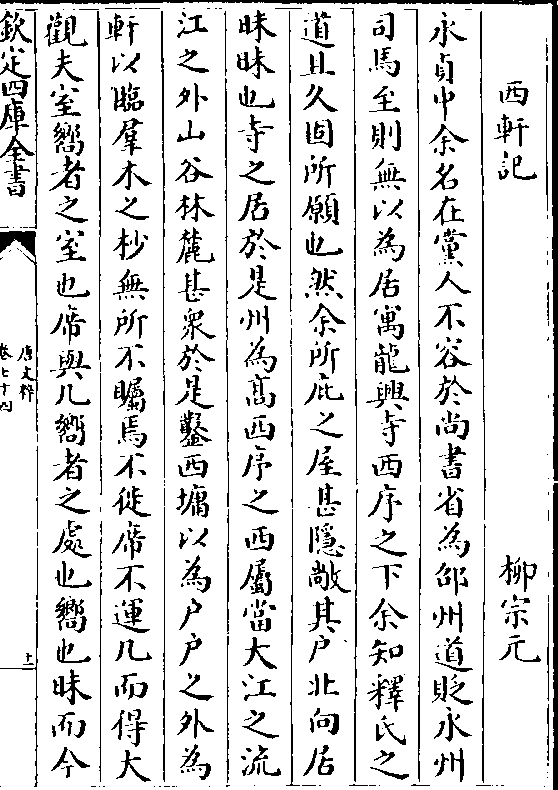 西軒記 柳宗元
永貞中余名在黨人不容於尚書省為邵州道貶永州
司馬至則無以為居寓龍興寺西序之下余知釋氏之
道且久固所願也然余所庇之屋甚隱敞其户北向居
昧昧也寺之居於是州為髙西序之西屬當大江之流
江之外山谷林麓甚衆於是鑿西墉以為户户之外為
軒以臨羣木之杪無所不矚焉不徙席不運几而得大
觀夫室嚮者之室也席與几嚮者之處也嚮也昧而今
欽定四庫全書
唐文粹
卷七十四
十一